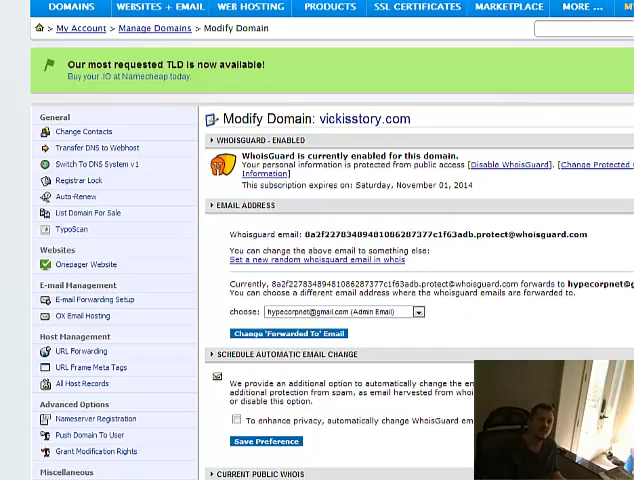 DOMAINS WEBSITES + EMAIL WEB HOSTING PRODUCTS SSL CERTIFICATES MARKETPLACE MORE ...
> My Account > Manage Domains > Modify Domain
Our most requested TLD is now available!
Buy your .IO at Namecheap today.
General
Change Contacts
Transfer DNS to Webhost
Switch To DNS System v1
Registrar Lock
Auto-Renew
List Domain For Sale
TypoScan
Websites
Onepager Website
E-mail Management
E-mail Forwarding Setup
OX Email Hosting
Host Management
URL Forwarding
URL Frame Meta Tags
All Host Records
Advanced Options
Nameserver Registration
Push Domain To User
Grant Modification Rights
Miscellaneous
Modify Domain: vickisstory.com
WHOISGUARD - ENABLED
WhoisGuard is currently enabled for this domain.
Your personal information is protected from public access [Disable WhoisGuard]. [Change Protected
Information]
This subscription expires on: Saturday, November 01, 2014
EMAIL ADDRESS
Whoisguard email: 8a2f22783489481086287377c1f63adb.protect@whoisguard.com
You can change the above email to something else:
Set a new random whoisguard email in whois
Currently, 8a2f22783489481086287377c1f63adb.protect@whoisguard.com forwards to hypecorpnet@g
You can choose a different email address where the whoisguard emails are forwarded to.
choose: hypecorpnet@gmail.com (Admin Email)
Change 'Forwarded To' Email
SCHEDULE AUTOMATIC EMAIL CHANGE
We provide an additional option to automatically change the em
additional protection from spam, as email harvested from whoi
or disable this option.
To enhance privacy, automatically change WhoisGuard em
Save Preference
CURRENT PUBLIC WHOIS